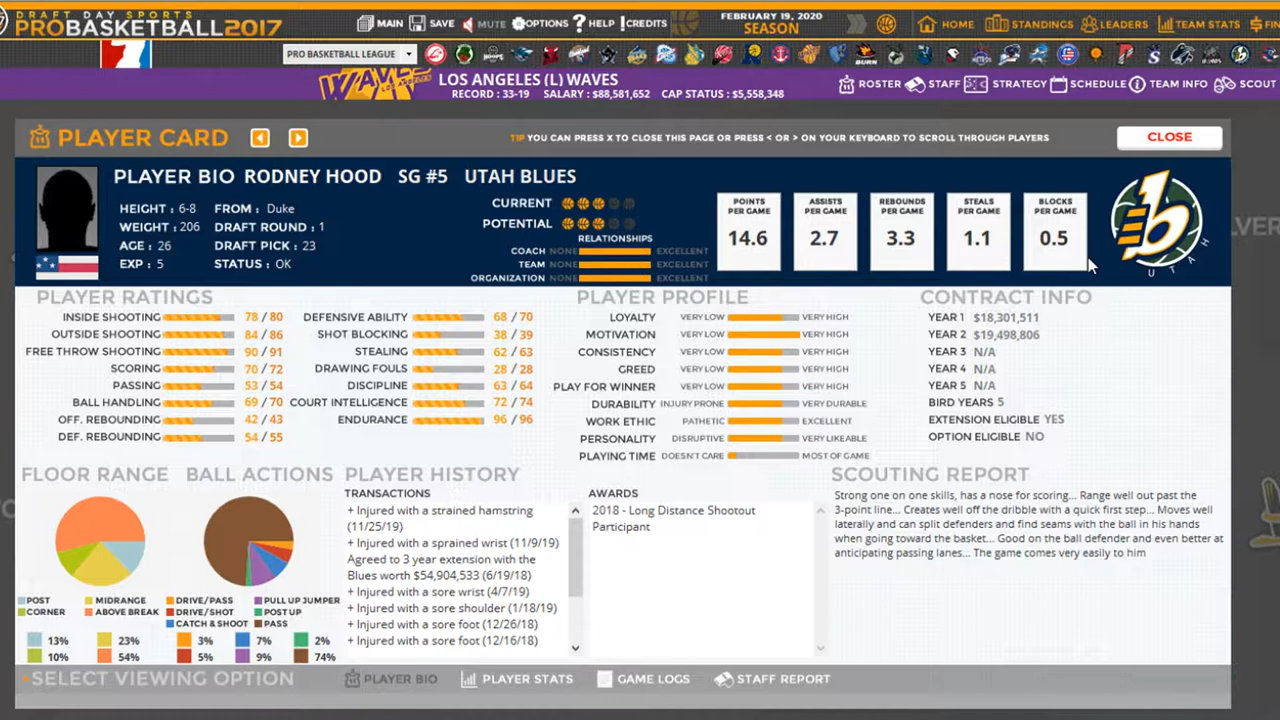 DRAFT DAY SPORTS
PROBASKETBALL2017
MAIN SAVE MUTE OPTIONS ? HELP ! CREDITS
FEBRUARY 19, 2020
SEASON
HOME STANDINGS LEADERS TEAM STATS $ FIN
PRO BASKETBALL LEAGUE
BURN
WAVES
LOS ANGELES (L) WAVES
RECORD : 33-19 SALARY : $88,581,652 CAP STATUS : $5,558,348
ROSTER STAFF STRATEGY SCHEDULE TEAM INFO SCOUT
PLAYER CARD
TIP YOU CAN PRESS X TO CLOSE THIS PAGE OR PRESS < OR > ON YOUR KEYBOARD TO SCROLL THROUGH PLAYERS
CLOSE
PLAYER BIO RODNEY HOOD SG #5 UTAH BLUES
HEIGHT : 6-8 FROM : Duke
WEIGHT : 206 DRAFT ROUND : 1
AGE : 26 DRAFT PICK : 23
EXP : 5 STATUS : OK
CURRENT
POTENTIAL
RELATIONSHIPS
COACH NONE EXCELLENT
TEAM NONE EXCELLENT
ORGANIZATION NONE EXCELLENT
POINTS PER GAME 14.6
ASSISTS PER GAME 2.7
REBOUNDS PER GAME 3.3
STEALS PER GAME 1.1
BLOCKS PER GAME 0.5
b
UTAH
PLAYER RATINGS
INSIDE SHOOTING 78 / 80
OUTSIDE SHOOTING 84 / 86
FREE THROW SHOOTING 90 / 91
SCORING 70 / 72
PASSING 53 / 54
BALL HANDLING 69 / 70
OFF. REBOUNDING 42 / 43
DEF. REBOUNDING 54 / 55
DEFENSIVE ABILITY 68 / 70
SHOT BLOCKING 38 / 39
STEALING 62 / 63
DRAWING FOULS 28 / 28
DISCIPLINE 63 / 64
COURT INTELLIGENCE 72 / 74
ENDURANCE 96 / 96
PLAYER PROFILE
LOYALTY VERY LOW VERY HIGH
MOTIVATION VERY LOW VERY HIGH
CONSISTENCY VERY LOW VERY HIGH
GREED VERY LOW VERY HIGH
PLAY FOR WINNER VERY LOW VERY HIGH
DURABILITY INJURY PRONE VERY DURABLE
WORK ETHIC PATHETIC EXCELLENT
PERSONALITY DISRUPTIVE VERY LIKEABLE
PLAYING TIME DOESN'T CARE MOST OF GAME
CONTRACT INFO
YEAR 1 $18,301,511
YEAR 2 $19,498,806
YEAR 3 N/A
YEAR 4 N/A
YEAR 5 N/A
BIRD YEARS 5
EXTENSION ELIGIBLE YES
OPTION ELIGIBLE NO
FLOOR RANGE
POST MIDRANGE
CORNER ABOVE BREAK
13% 23%
10% 54%
BALL ACTIONS
DRIVE/PASS PULL UP JUMPER
DRIVE/SHOT POST UP
CATCH & SHOOT PASS
3% 7% 2%
5% 9% 74%
PLAYER HISTORY
TRANSACTIONS
+ Injured with a strained hamstring
(11/25/19)
+ Injured with a sprained wrist (11/9/19)
Agreed to 3 year extension with the
Blues worth $54,904,533 (6/19/18)
+ Injured with a sore wrist (4/7/19)
+ Injured with a sore shoulder (1/18/19)
+ Injured with a sore foot (12/26/18)
+ Injured with a sore foot (12/16/18)
AWARDS
2018 - Long Distance Shootout
Participant
SCOUTING REPORT
Strong one on one skills, has a nose for scoring... Range well out past the
3-point line... Creates well off the dribble with a quick first step... Moves well
laterally and can split defenders and find seams with the ball in his hands
when going toward the basket... Good on the ball defender and even better at
anticipating passing lanes... The game comes very easily to him
SELECT VIEWING OPTION PLAYER BIO PLAYER STATS GAME LOGS STAFF REPORT